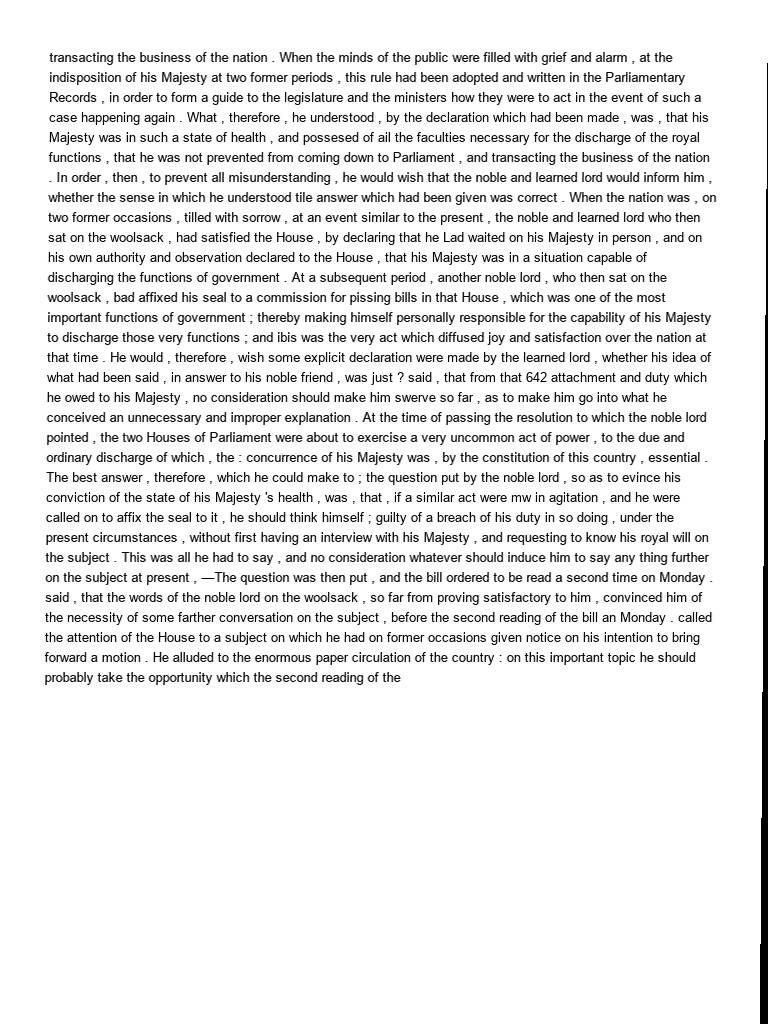 transacting the business of the nation . When the minds of the public were filled with grief and alarm , at the
indisposition of his Majesty at two former periods , this rule had been adopted and written in the Parliamentary
Records , in order to form a guide to the legislature and the ministers how they were to act in the event of such a
case happening again . What , therefore , he understood , by the declaration which had been made , was , that his
Majesty was in such a state of health , and possesed of ail the faculties necessary for the discharge of the royal
functions , that he was not prevented from coming down to Parliament , and transacting the business of the nation
. In order , then , to prevent all misunderstanding , he would wish that the noble and learned lord would inform him ,
whether the sense in which he understood tile answer which had been given was correct . When the nation was , on
two former occasions , tilled with sorrow , at an event similar to the present , the noble and learned lord who then
sat on the woolsack , had satisfied the House , by declaring that he Lad waited on his Majesty in person , and on
his own authority and observation declared to the House , that his Majesty was in a situation capable of
discharging the functions of government . At a subsequent period , another noble lord , who then sat on the
woolsack , bad affixed his seal to a commission for pissing bills in that House , which was one of the most
important functions of government ; thereby making himself personally responsible for the capability of his Majesty
to discharge those very functions ; and ibis was the very act which diffused joy and satisfaction over the nation at
that time . He would , therefore , wish some explicit declaration were made by the learned lord , whether his idea of
what had been said , in answer to his noble friend , was just ? said , that from that 642 attachment and duty which
he owed to his Majesty , no consideration should make him swerve so far , as to make him go into what he
conceived an unnecessary and improper explanation . At the time of passing the resolution to which the noble lord
pointed , the two Houses of Parliament were about to exercise a very uncommon act of power , to the due and
ordinary discharge of which , the : concurrence of his Majesty was , by the constitution of this country , essential .
The best answer , therefore , which he could make to ; the question put by the noble lord , so as to evince his
conviction of the state of his Majesty 's health , was , that , if a similar act were mw in agitation , and he were
called on to affix the seal to it , he should think himself ; guilty of a breach of his duty in so doing , under the
present circumstances , without first having an interview with his Majesty , and requesting to know his royal will on
the subject . This was all he had to say , and no consideration whatever should induce him to say any thing further
on the subject at present , —The question was then put , and the bill ordered to be read a second time on Monday .
said , that the words of the noble lord on the woolsack , so far from proving satisfactory to him , convinced him of
the necessity of some farther conversation on the subject , before the second reading of the bill an Monday . called
the attention of the House to a subject on which he had on former occasions given notice on his intention to bring
forward a motion . He alluded to the enormous paper circulation of the country : on this important topic he should
probably take the opportunity which the second reading of the